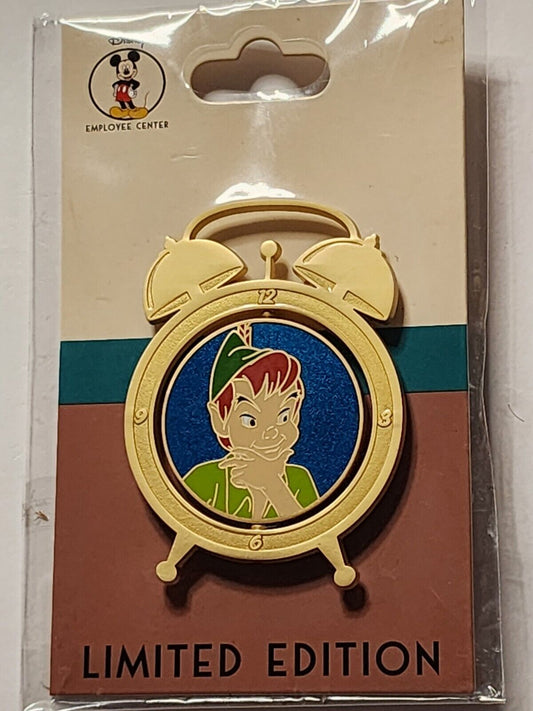 Disney
EMPLOYEE CENTER
12
9
3
6
LIMITED EDITION